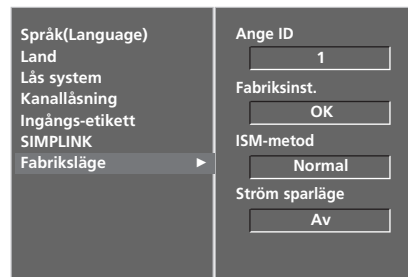 Språk(Language)
Land
Lås system
Kanallåsning
Ingångs-etikett
SIMPLINK
Fabriksläge ►
Ange ID
1
Fabriksinst.
OK
ISM-metod
Normal
Ström sparläge
Av